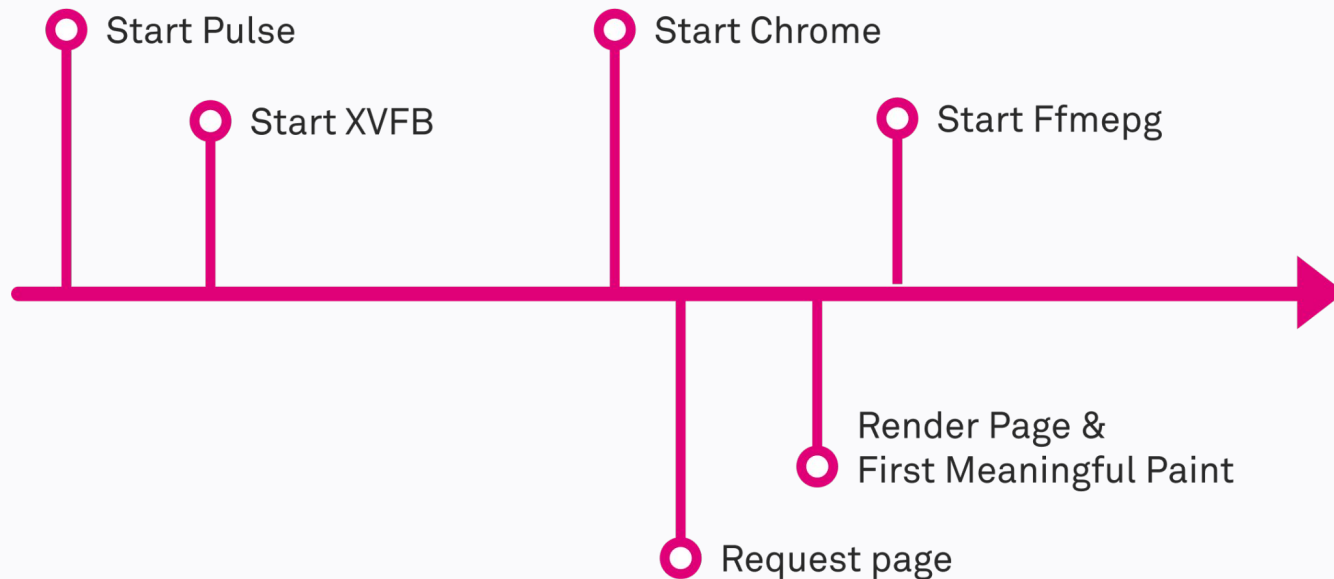 Start Pulse
Start Chrome
Start XVFB
Start Ffmepg
Render Page &
First Meaningful Paint
Request page